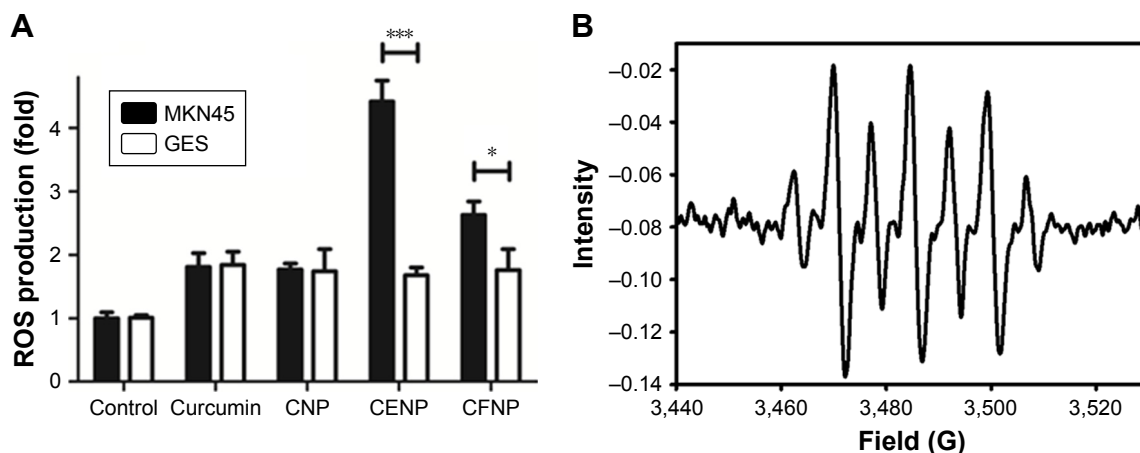 A
ROS production (fold)
4
3
2
1
0
MKN45
GES
***
*
Control Curcumin CNP CENP CFNP
B
Intensity
–0.02
–0.04
–0.06
–0.08
–0.10
–0.12
–0.14
3,440 3,460 3,480 3,500 3,520
Field (G)